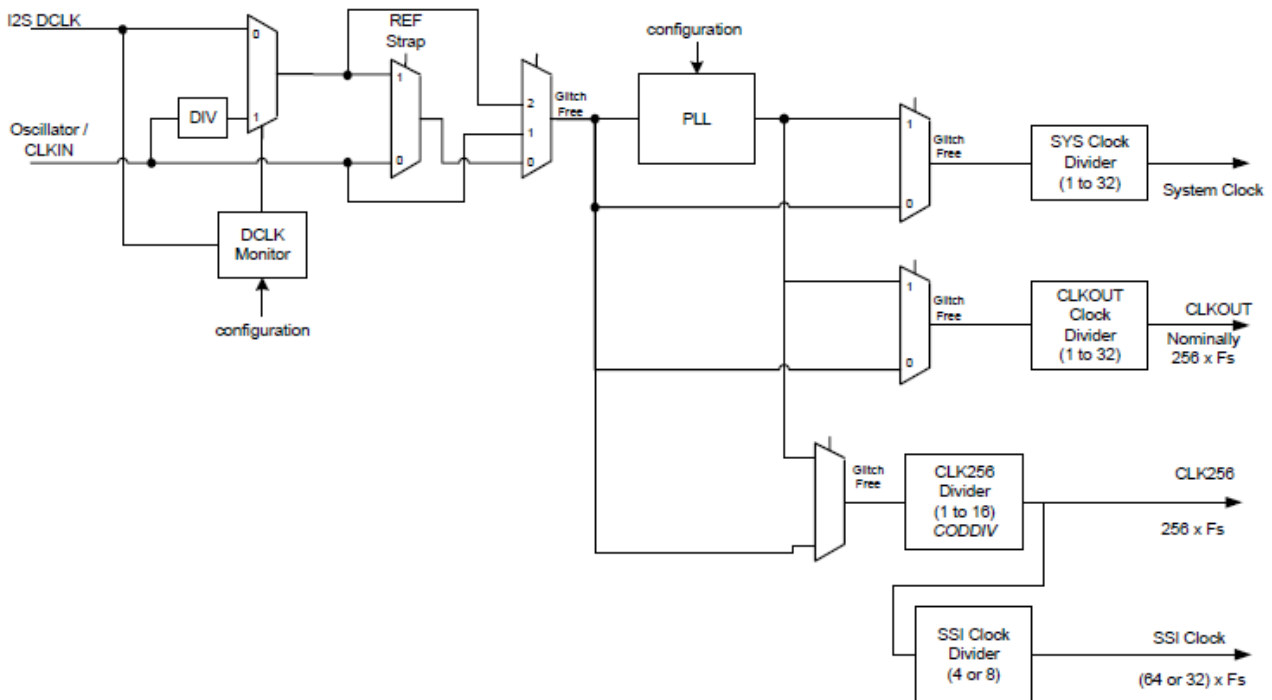 I2S DCLK
0
REF
Strap
configuration
1
2
Glitch
Free
PLL
1
Glitch
Free
SYS Clock
Divider
(1 to 32)
System Clock
DIV
1
Oscillator /
CLKIN
1
0
0
0
DCLK
Monitor
configuration
1
Glitch
Free
0
CLKOUT
Clock
Divider
(1 to 32)
CLKOUT
Nominally
256 x Fs
Glitch
Free
CLK256
Divider
(1 to 16)
CODDIV
CLK256
256 x Fs
SSI Clock
Divider
(4 or 8)
SSI Clock
(64 or 32) x Fs